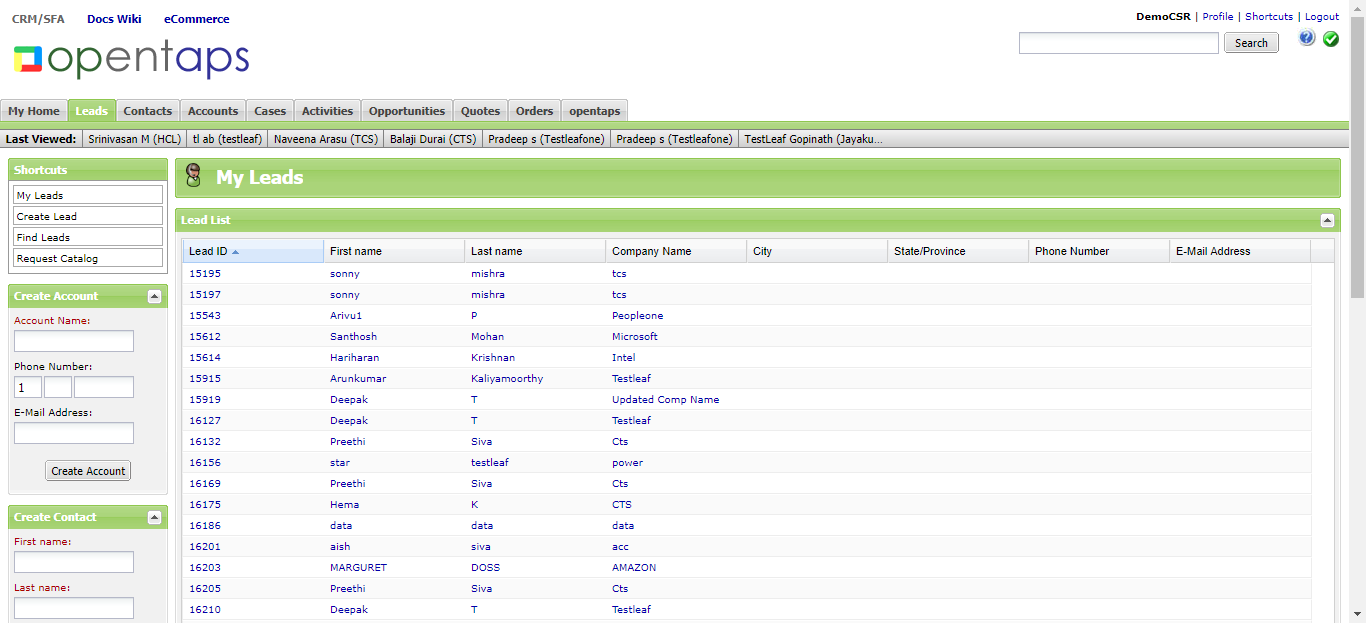 CRM/SFA Docs Wiki eCommerce
DemoCSR | Profile | Shortcuts | Logout
opentaps
Search
My Home Leads Contacts Accounts Cases Activities Opportunities Quotes Orders opentaps
Last Viewed: Srinivasan M (HCL) tl ab (testleaf) Naveena Arasu (TCS) Balaji Durai (CTS) Pradeep s (Testleafone) Pradeep s (Testleafone) TestLeaf Gopinath (Jayaku...
Shortcuts
My Leads
Create Lead
Find Leads
Request Catalog
Create Account
Account Name:
Phone Number:
1
E-Mail Address:
Create Account
Create Contact
First name:
Last name:
My Leads
Lead List
Lead ID First name Last name Company Name City State/Province Phone Number E-Mail Address
15195 sonny mishra tcs
15197 sonny mishra tcs
15543 Arivu1 P Peopleone
15612 Santhosh Mohan Microsoft
15614 Hariharan Krishnan Intel
15915 Arunkumar Kaliyamoorthy Testleaf
15919 Deepak T Updated Comp Name
16127 Deepak T Testleaf
16132 Preethi Siva Cts
16156 star testleaf power
16169 Preethi Siva Cts
16175 Hema K CTS
16186 data data data
16201 aish siva acc
16203 MARGURET DOSS AMAZON
16205 Preethi Siva Cts
16210 Deepak T Testleaf